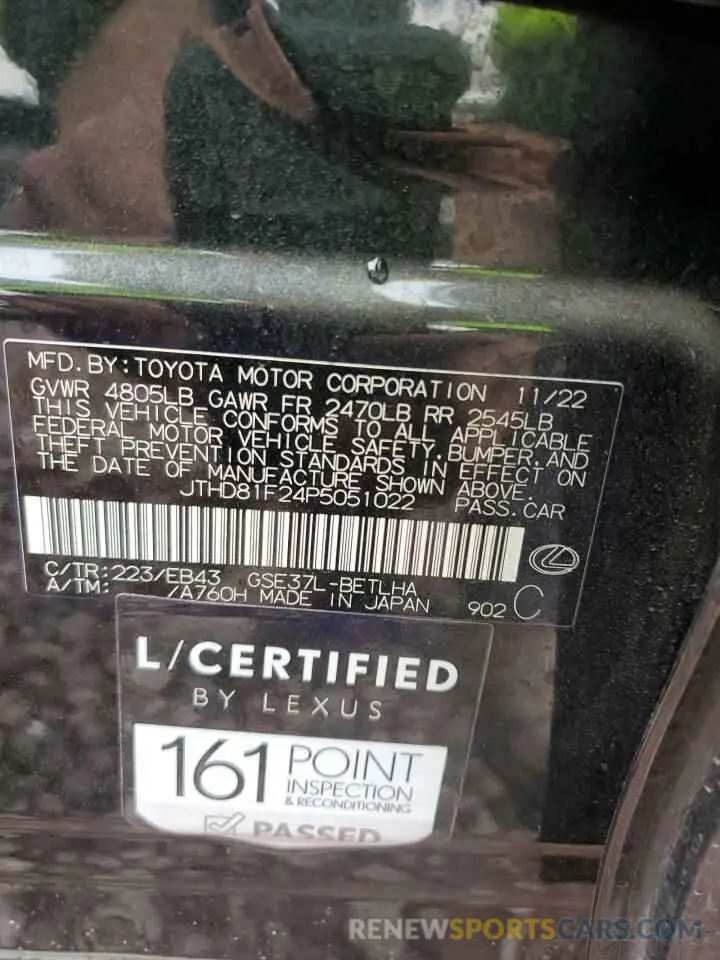 MFD.BY:TOYOTA MOTOR CORPORATION 11/22
GVWR 4805LB GAWR FR 2470LB RR 2545LB
THIS VEHICLE CONFORMS TO ALL APPLICABLE
FEDERAL MOTOR VEHICLE SAFETY,BUMPER,AND
THEFT PREVENTION STANDARDS IN EFFECT ON
THE DATE OF MANUFACTURE SHOWN ABOVE.
JTHD81F24P5051022 PASS.CAR
C/TR:223/EB43 GSE37L-BETLHA
A/TM: /A760H MADE IN JAPAN 902 C
L/CERTIFIED
BY LEXUS
161 POINT
INSPECTION
& RECONDITIONING
PASSED
RENEWSPORTSCARS.COM